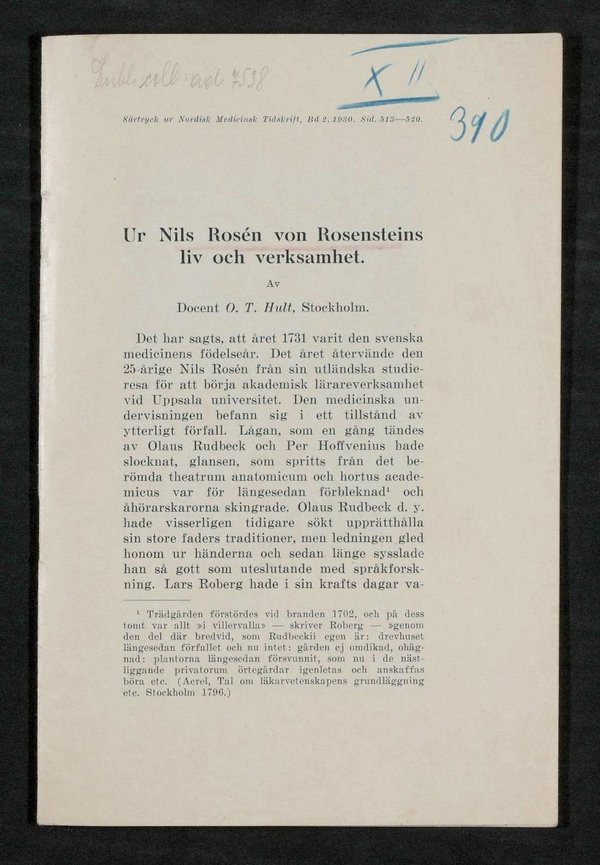 Dubl. coll. avd. 7598
X II
Särtryck ur Nordisk Medicinsk Tidskrift, Bd 2, 1930. Sid. 513—520.
390
Ur Nils Rosén von Rosensteins
liv och verksamhet.
Av
Docent O. T. Hult, Stockholm.
Det har sagts, att året 1731 varit den svenska
medicinens födelseår. Det året återvände den
25-årige Nils Rosén från sin utländska studie-
resa för att börja akademisk lärareverksamhet
vid Uppsala universitet. Den medicinska un-
dervisningen befann sig i ett tillstånd av
ytterligt förfall. Lågan, som en gång tändes
av Olaus Rudbeck och Per Hoffvenius hade
slocknat, glansen, som spritts från det be-
römda theatrum anatomicum och hortus acade-
micus var för längesedan förbleknad¹ och
åhörarskarorna skingrade. Olaus Rudbeck d. y.
hade visserligen tidigare sökt upprätthålla
sin store faders traditioner, men ledningen gled
honom ur händerna och sedan länge sysslade
han så gott som uteslutande med språkforsk-
ning. Lars Roberg hade i sin krafts dagar va-
¹ Trädgården förstördes vid branden 1702, och på dess
tomt var allt »i villervalla» — skriver Roberg — »genom
den del där bredvid, som Rudbeckii egen är: drevhuset
längesedan förfallet och nu intet: gården ej omdikad, ohäg-
nad: plantorna längesedan försvunnit, som nu i de näst-
liggande privatorum örtegårdar igenletas och anskaffas
böra etc. (Acrel, Tal om läkarvetenskapens grundläggning
etc. Stockholm 1796.)